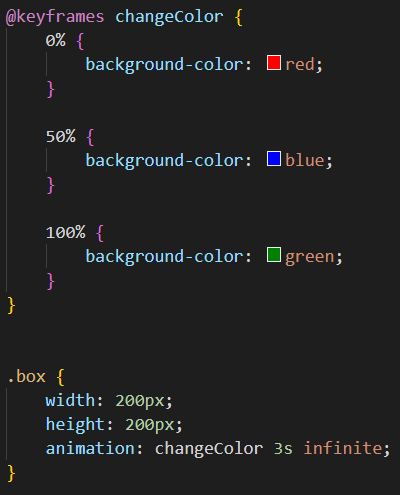 @keyframes changeColor {
0% {
background-color: red;
}
50% {
background-color: blue;
}
100% {
background-color: green;
}
}
.box {
width: 200px;
height: 200px;
animation: changeColor 3s infinite;
}